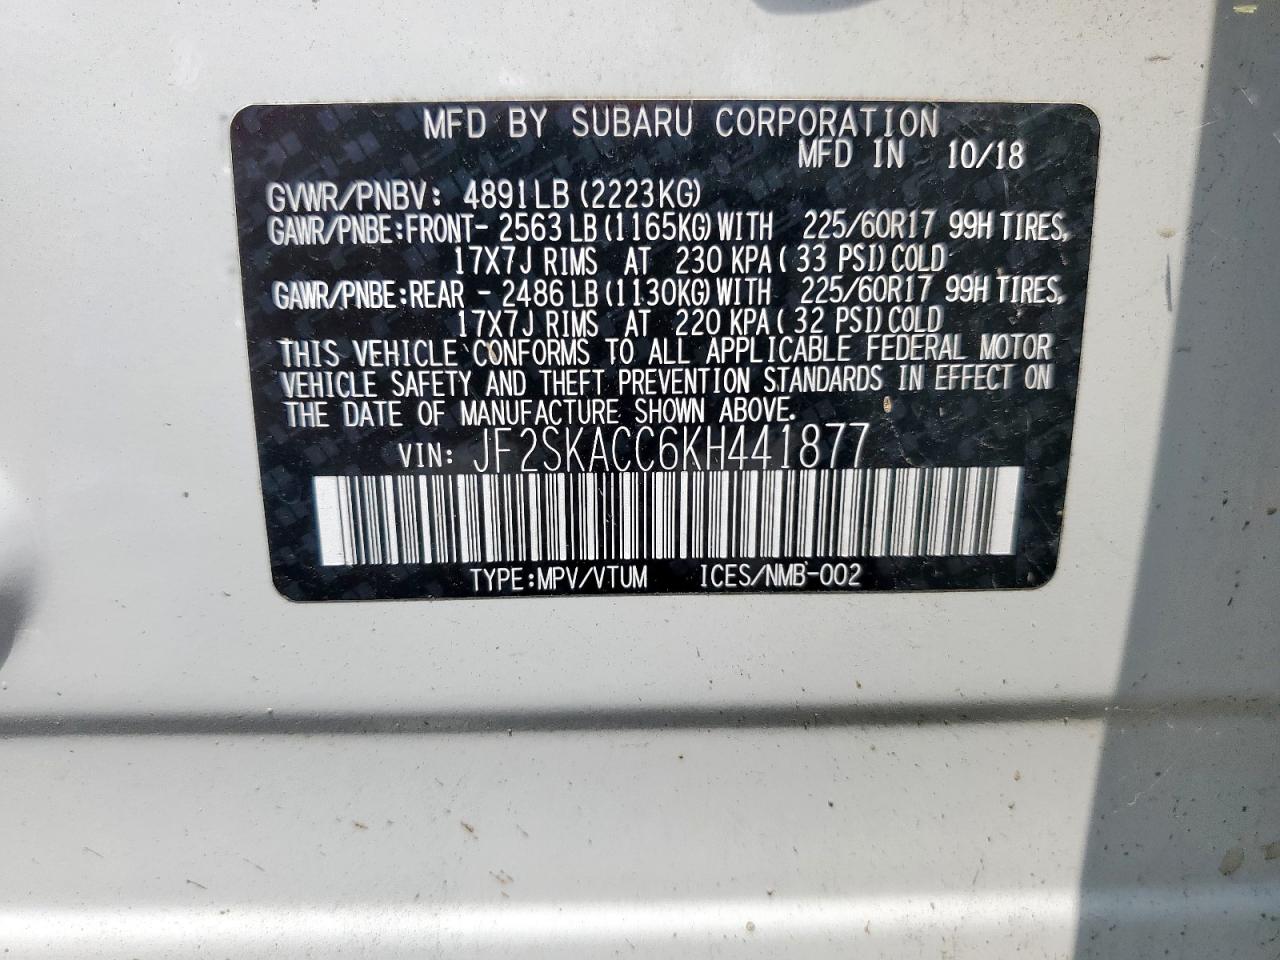 MFD BY SUBARU CORPORATION
MFD IN 10/18
GVWR/PNBV: 4891LB (2223KG)
GAWR/PNBE:FRONT- 2563 LB (1165KG) WITH 225/60R17 99H TIRES,
17X7J RIMS AT 230 KPA ( 33 PSI) COLD
GAWR/PNBE:REAR - 2486 LB (1130KG) WITH 225/60R17 99H TIRES,
17X7J RIMS AT 220 KPA ( 32 PSI) COLD
THIS VEHICLE CONFORMS TO ALL APPLICABLE FEDERAL MOTOR
VEHICLE SAFETY AND THEFT PREVENTION STANDARDS IN EFFECT ON
THE DATE OF MANUFACTURE SHOWN ABOVE.
VIN: JF2SKACC6KH441877
TYPE:MPV/VTUM ICES/NMB-002